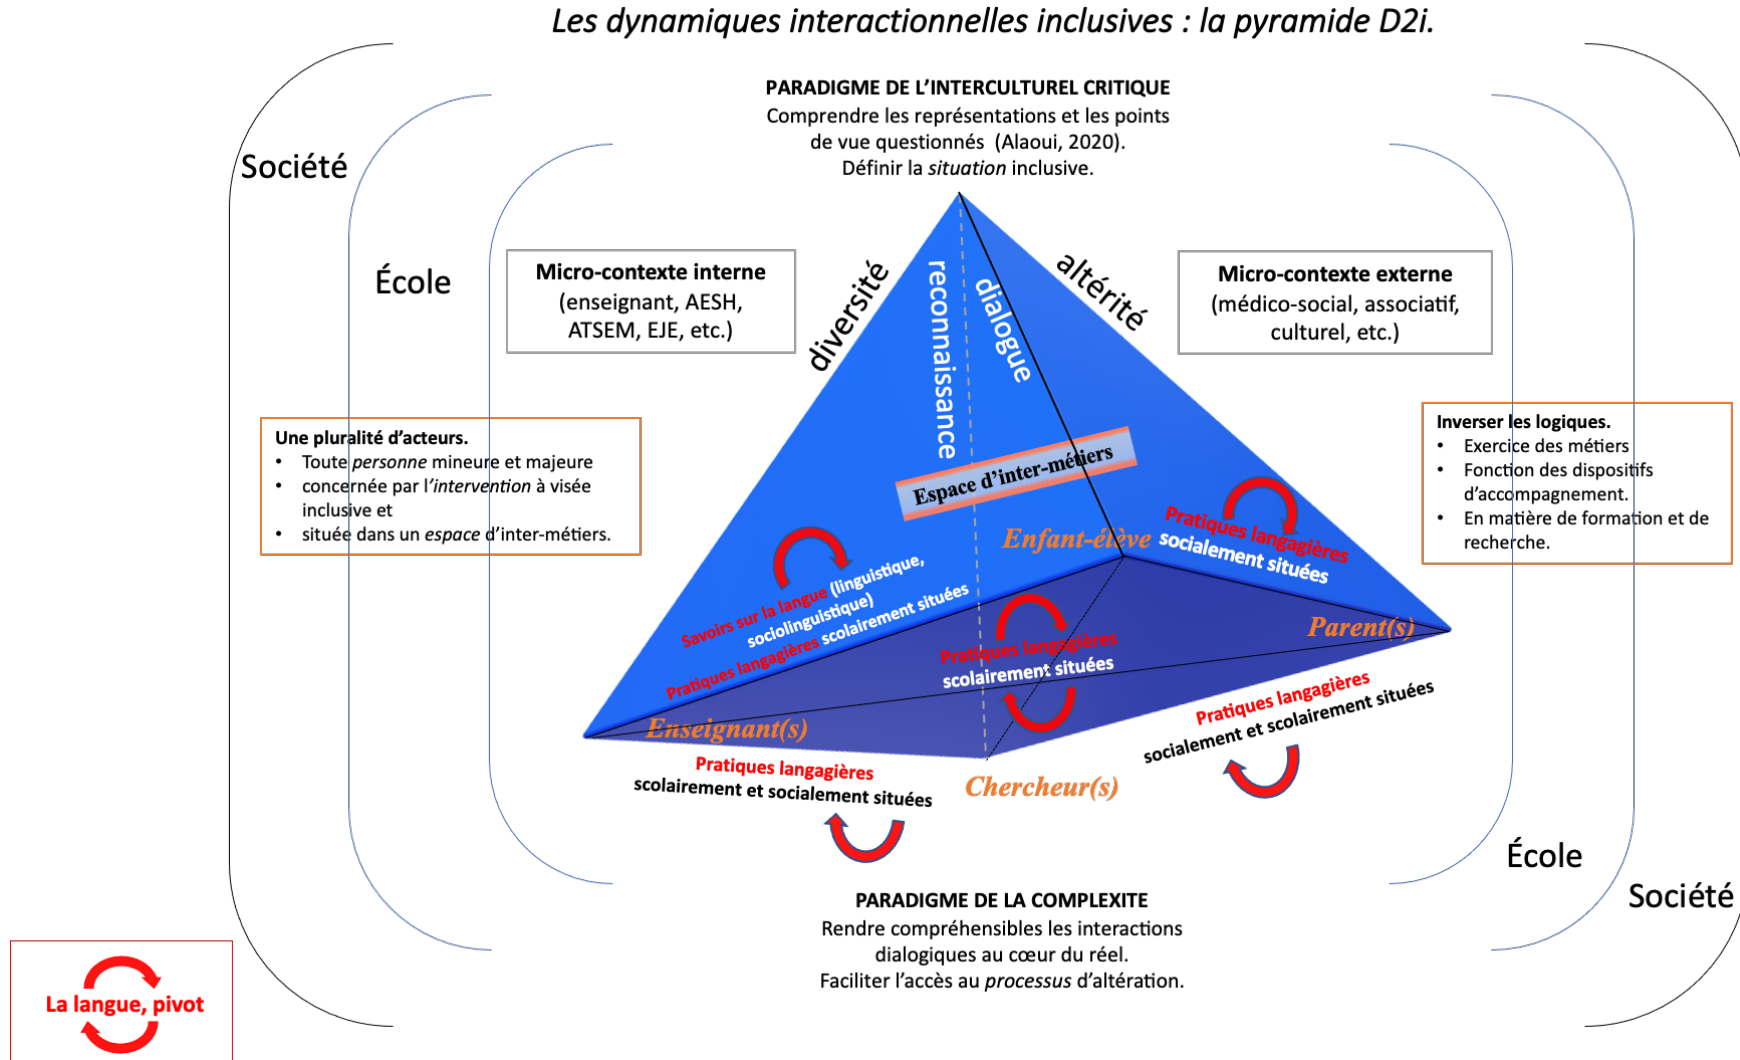 Les dynamiques interactionnelles inclusives : la pyramide D2i.
PARADIGME DE L'INTERCULTUREL CRITIQUE
Comprendre les représentations et les points
de vue questionnés  (Alaoui, 2020).
Définir la situation inclusive.
Société
École
Micro-contexte interne
(enseignant, AESH,
ATSEM, EJE, etc.)
diversité
reconnaissance
dialogue
altérité
Micro-contexte externe
(médico-social, associatif,
culturel, etc.)
Une pluralité d'acteurs.
• Toute personne mineure et majeure
• concernée par l'intervention à visée
inclusive et
• située dans un espace d'inter-métiers.
Inverser les logiques.
• Exercice des métiers
• Fonction des dispositifs
d'accompagnement.
• En matière de formation et de
recherche.
Espace d'inter-métiers
Enfant-élève
Pratiques langagières
socialement situées
Savoirs sur la langue (linguistique,
sociolinguistique)
Pratiques langagières scolairement situées
Pratiques langagières
scolairement situées
Parent(s)
Enseignant(s)
Pratiques langagières
socialement et scolairement situées
Pratiques langagières
scolairement et socialement situées
Chercheur(s)
École
Société
PARADIGME DE LA COMPLEXITE
Rendre compréhensibles les interactions
dialogiques au cœur du réel.
Faciliter l'accès au processus d'altération.
La langue, pivot